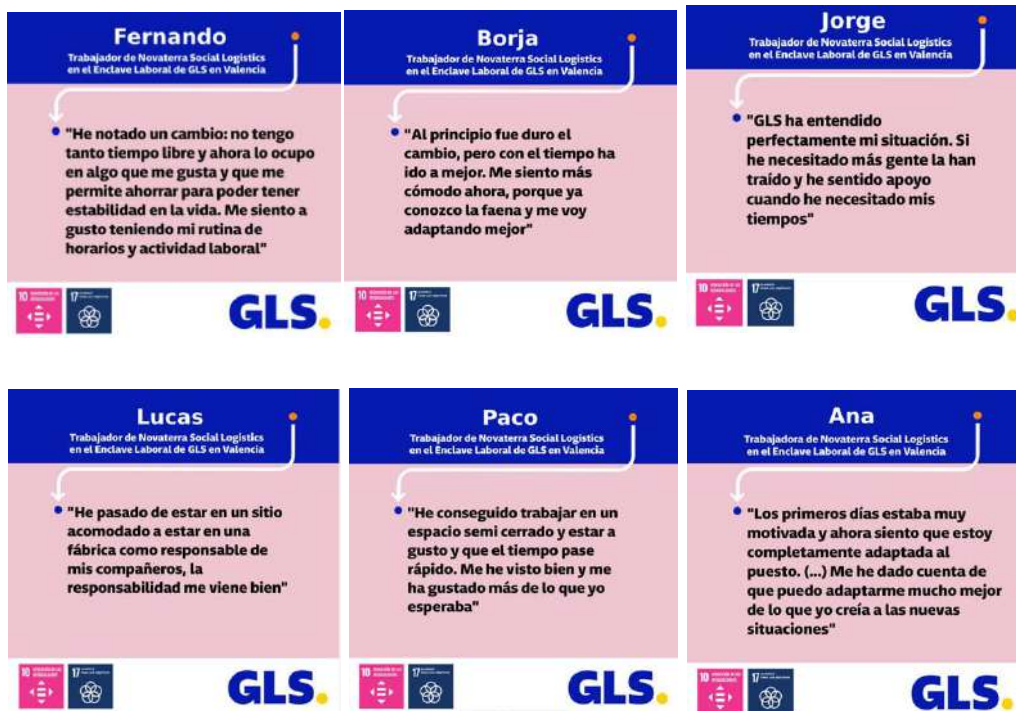 Fernando
Trabajador de Novaterra Social Logistics
en el Enclave Laboral de GLS en Valencia
"He notado un cambio: no tengo
tanto tiempo libre y ahora lo ocupo
en algo que me gusta y que me
permite ahorrar para poder tener
estabilidad en la vida. Me siento a
gusto teniendo mi rutina de
horarios y actividad laboral"
10
17
GLS.
Borja
Trabajador de Novaterra Social Logistics
en el Enclave Laboral de GLS en Valencia
"Al principio fue duro el
cambio, pero con el tiempo ha
ido a mejor. Me siento más
cómodo ahora, porque ya
conozco la faena y me voy
adaptando mejor"
10
17
GLS.
Jorge
Trabajador de Novaterra Social Logistics
en el Enclave Laboral de GLS en Valencia
"GLS ha entendido
perfectamente mi situación. Si
he necesitado más gente la han
traído y he sentido apoyo
cuando he necesitado mis
tiempos"
10
17
GLS.
Lucas
Trabajador de Novaterra Social Logistics
en el Enclave Laboral de GLS en Valencia
"He pasado de estar en un sitio
acomodado a estar en una
fábrica como responsable de
mis compañeros, la
responsabilidad me viene bien"
10
17
GLS.
Paco
Trabajador de Novaterra Social Logistics
en el Enclave Laboral de GLS en Valencia
"He conseguido trabajar en un
espacio semi cerrado y estar a
gusto y que el tiempo pase
rápido. Me he visto bien y me
ha gustado más de lo que yo
esperaba"
10
17
GLS.
Ana
Trabajadora de Novaterra Social Logistics
en el Enclave Laboral de GLS en Valencia
"Los primeros días estaba muy
motivada y ahora siento que estoy
completamente adaptada al
puesto. (...) Me he dado cuenta de
que puedo adaptarme mucho mejor
de lo que yo creía a las nuevas
situaciones"
10
17
GLS.